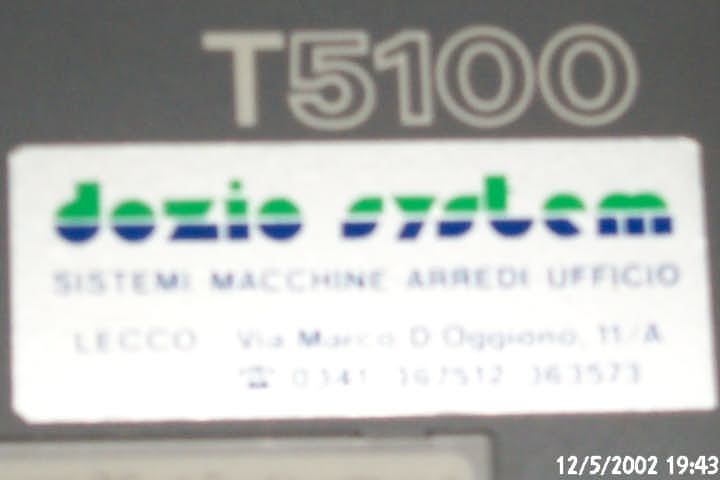 T5100
dozio system
SISTEMI MACCHINE ARREDI UFFICIO
LECCO Via Marco D Oggiono, 11/A
☎ 0341 367512 363573
12/5/2002 19:43